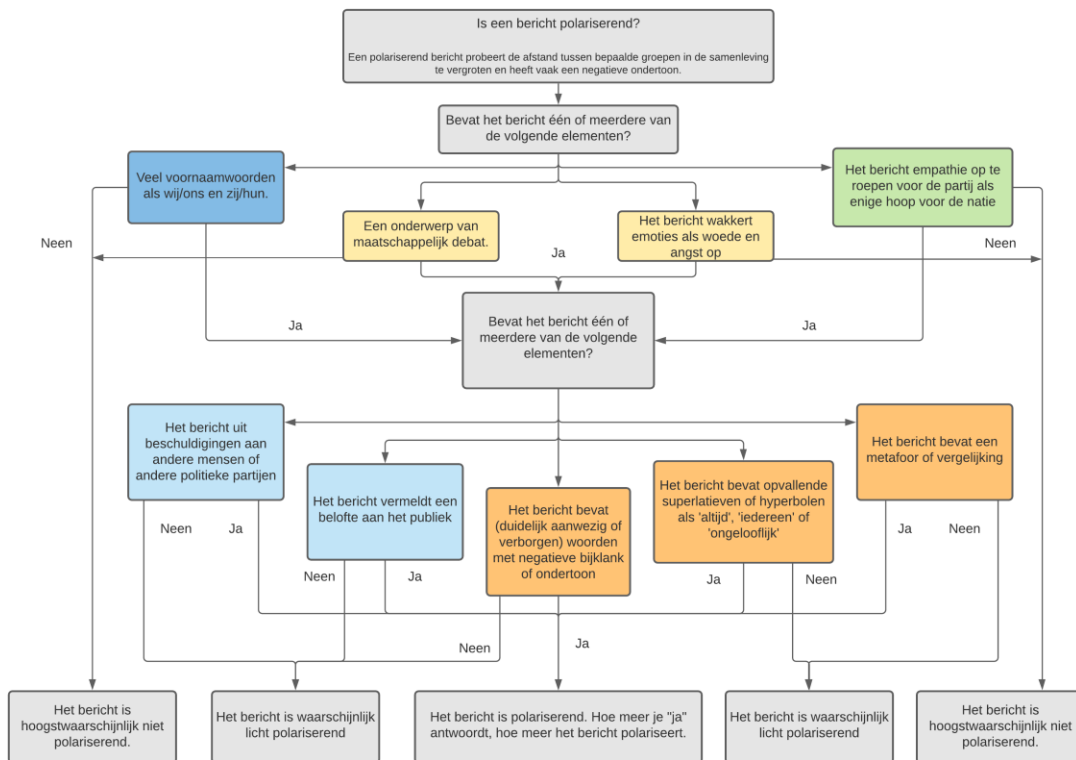 Is een bericht polariserend?
Een polariserend bericht probeert de afstand tussen bepaalde groepen in de samenleving
te vergroten en heeft vaak een negatieve ondertoon.
Bevat het bericht één of meerdere van
de volgende elementen?
Veel voornaamwoorden
als wij/ons en zij/hun.
Het bericht empathie op te
roepen voor de partij als
enige hoop voor de natie
Een onderwerp van
maatschappelijk debat.
Het bericht wakkert
emoties als woede en
angst op
Neen
Ja
Neen
Ja
Bevat het bericht één of
meerdere van de volgende
elementen?
Ja
Het bericht uit
beschuldigingen aan
andere mensen of
andere politieke partijen
Het bericht vermeldt een
belofte aan het publiek
Het bericht bevat
(duidelijk aanwezig of
verborgen) woorden
met negatieve bijklank
of ondertoon
Het bericht bevat opvallende
superlatieven of hyperbolen
als 'altijd', 'iedereen' of
'ongelooflijk'
Het bericht bevat een
metafoor of vergelijking
Neen
Ja
Neen
Ja
Ja
Neen
Ja
Neen
Neen
Ja
Het bericht is
hoogstwaarschijnlijk niet
polariserend.
Het bericht is waarschijnlijk
licht polariserend
Het bericht is polariserend. Hoe meer je "ja"
antwoordt, hoe meer het bericht polariseert.
Het bericht is waarschijnlijk
licht polariserend
Het bericht is
hoogstwaarschijnlijk niet
polariserend.